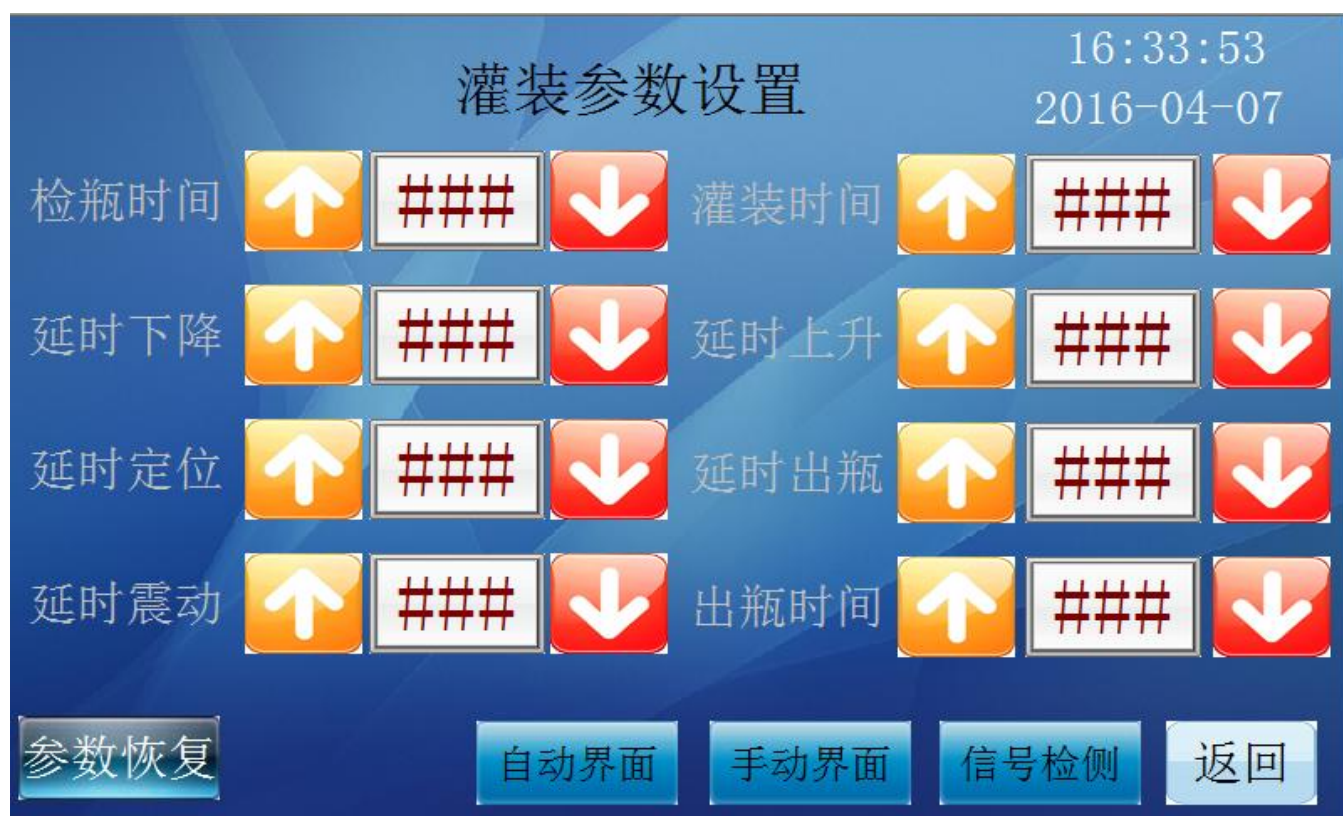 灌装参数设置
16:33:53
2016-04-07
检瓶时间 ### 灌装时间 ###
延时下降 ### 延时上升 ###
延时定位 ### 延时出瓶 ###
延时震动 ### 出瓶时间 ###
参数恢复 自动界面 手动界面 信号检侧 返回